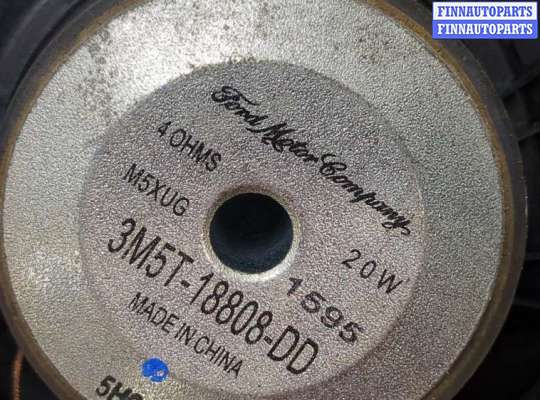 FINNAUTOPARTS
FINNAUTOPARTS
Ford Motor Company
4 OHMS
20W
M5XUG
1595
3M5T-18808-DD
MADE IN CHINA